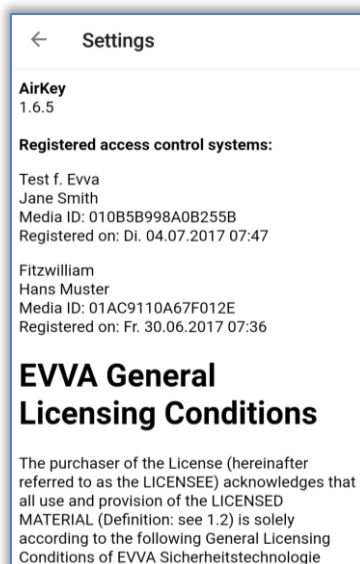 Settings
AirKey
1.6.5
Registered access control systems:
Test f. Evva
Jane Smith
Media ID: 010B5B998A0B255B
Registered on: Di. 04.07.2017 07:47
Fitzwilliam
Hans Muster
Media ID: 01AC9110A67F012E
Registered on: Fr. 30.06.2017 07:36
EVVA General
Licensing Conditions
The purchaser of the License (hereinafter
referred to as the LICENSEE) acknowledges that
all use and provision of the LICENSED
MATERIAL (Definition: see 1.2) is solely
according to the following General Licensing
Conditions of EVVA Sicherheitstechnologie